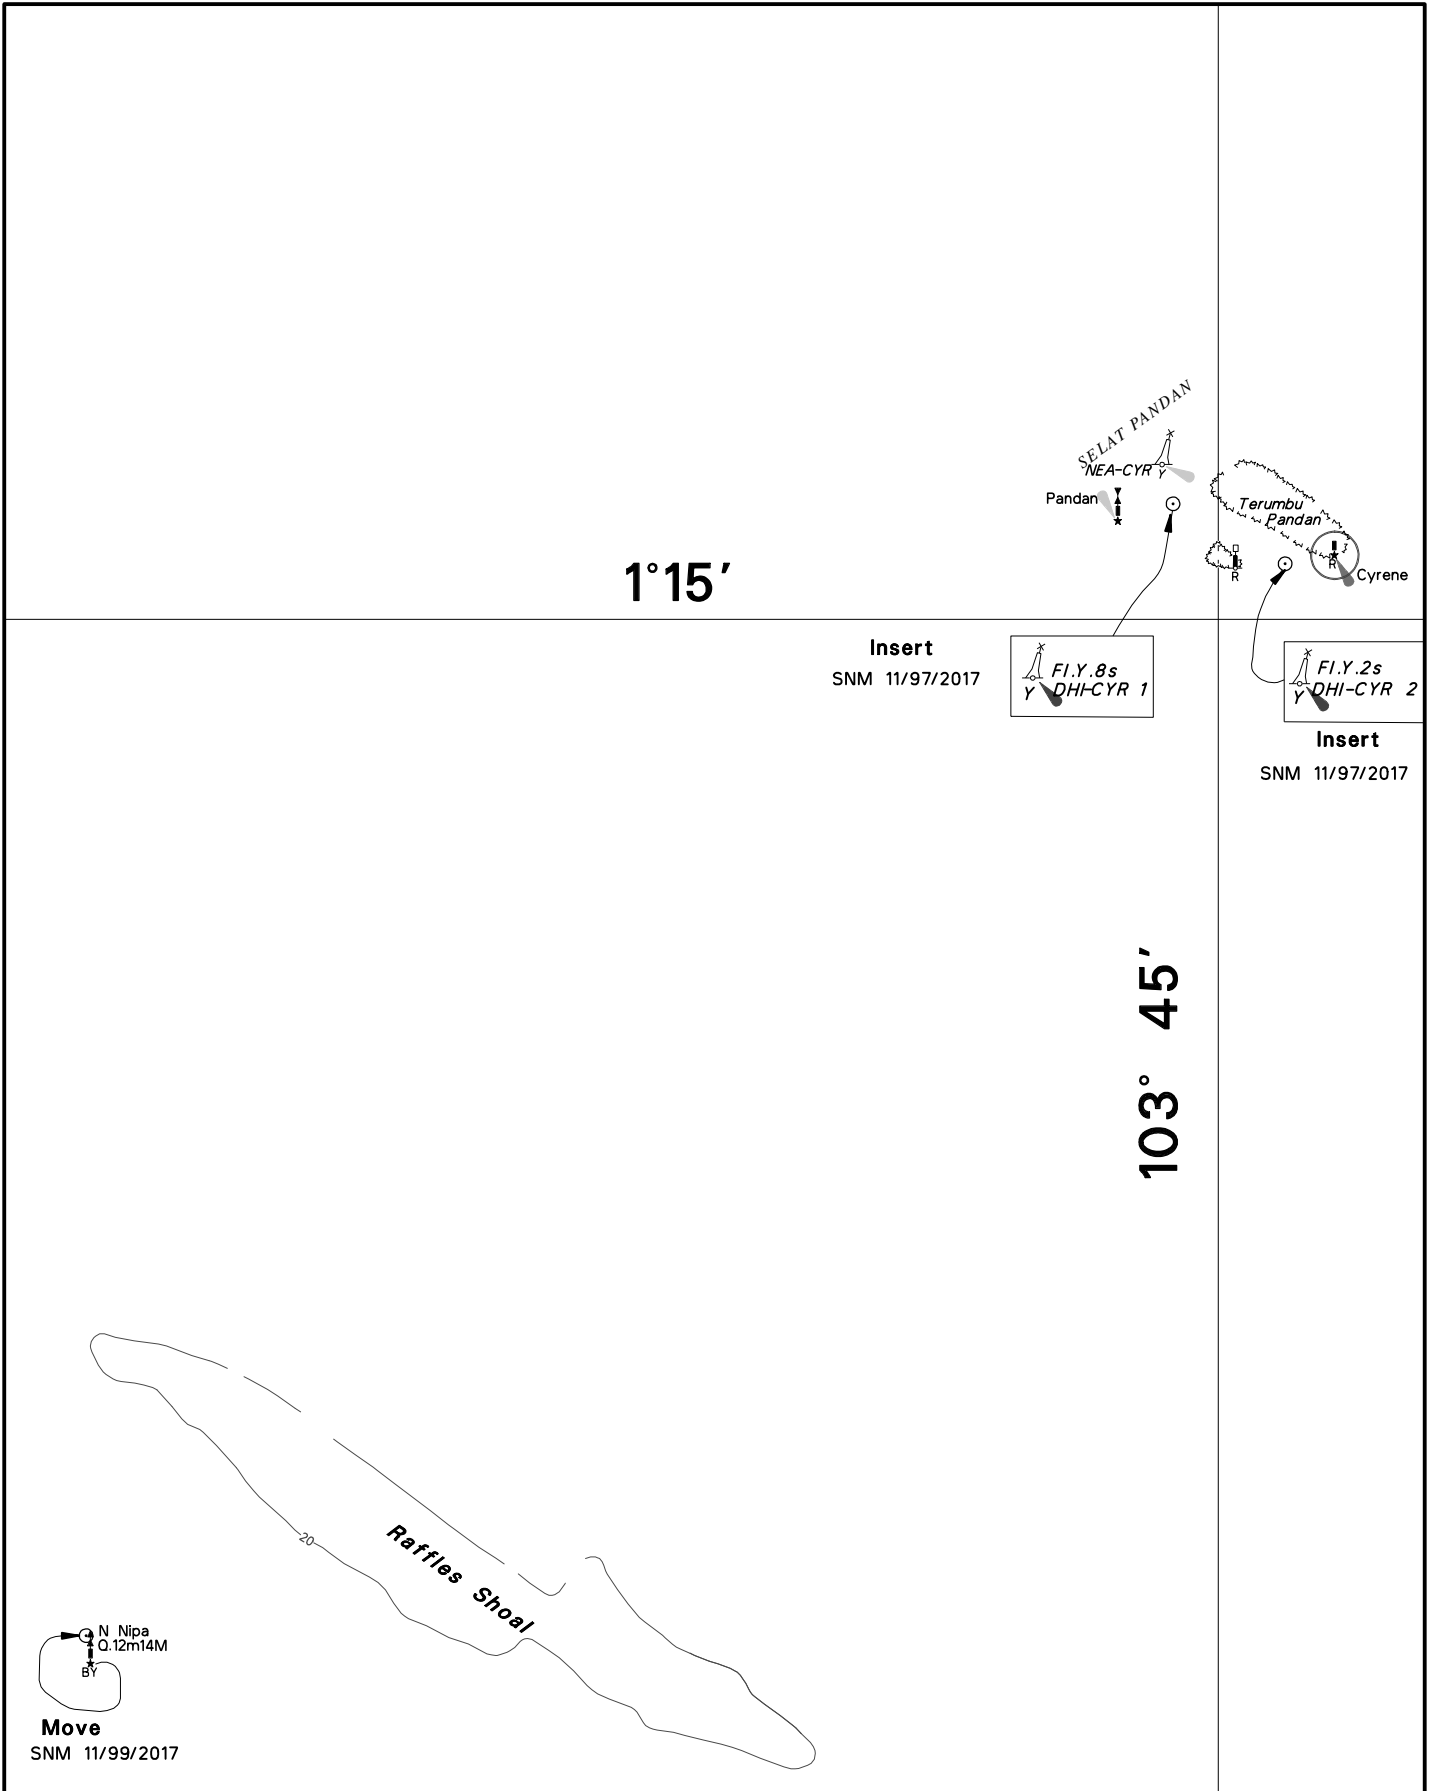 SELAT PANDAN
NEA-CYR
Y
Pandan
Terumbu
Pandan
R
R
Cyrene
1°15′
Insert
SNM 11/97/2017
Fl.Y.8s
Y DHI-CYR 1
Fl.Y.2s
Y DHI-CYR 2
Insert
SNM 11/97/2017
103° 45′
20
Raffles Shoal
N Nipa
Q.12m14M
BY
Move
SNM 11/99/2017